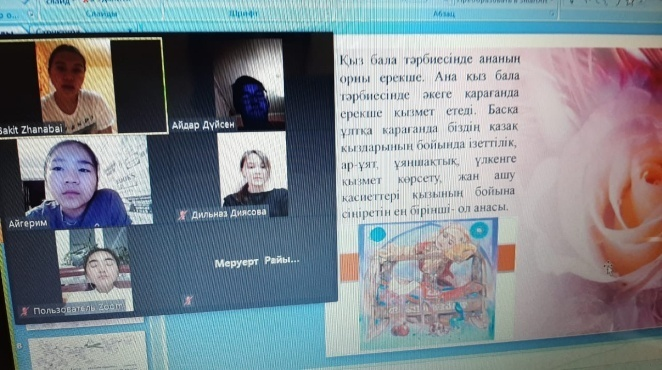 Слайды
Шрифт
Абзац
Sakit Zhanabai
Айдар Дүйсен
Айгерим
Дильназ Диясова
Пользователь Zoom
Меруерт Райы...
Қыз бала тәрбиесінде ананың
орны ерекше. Ана қыз бала
тәрбиесінде әкеге қарағанда
ерекше қызмет етеді. Басқа
ұлтқа қарағанда біздің қазақ
қыздарының бойында ізеттілік,
ар-ұят, ұяңшақтық, үлкенге
қызмет көрсету, жан ашу
қасиеттері қызының бойына
сіңіретін ең бірінші- ол анасы.